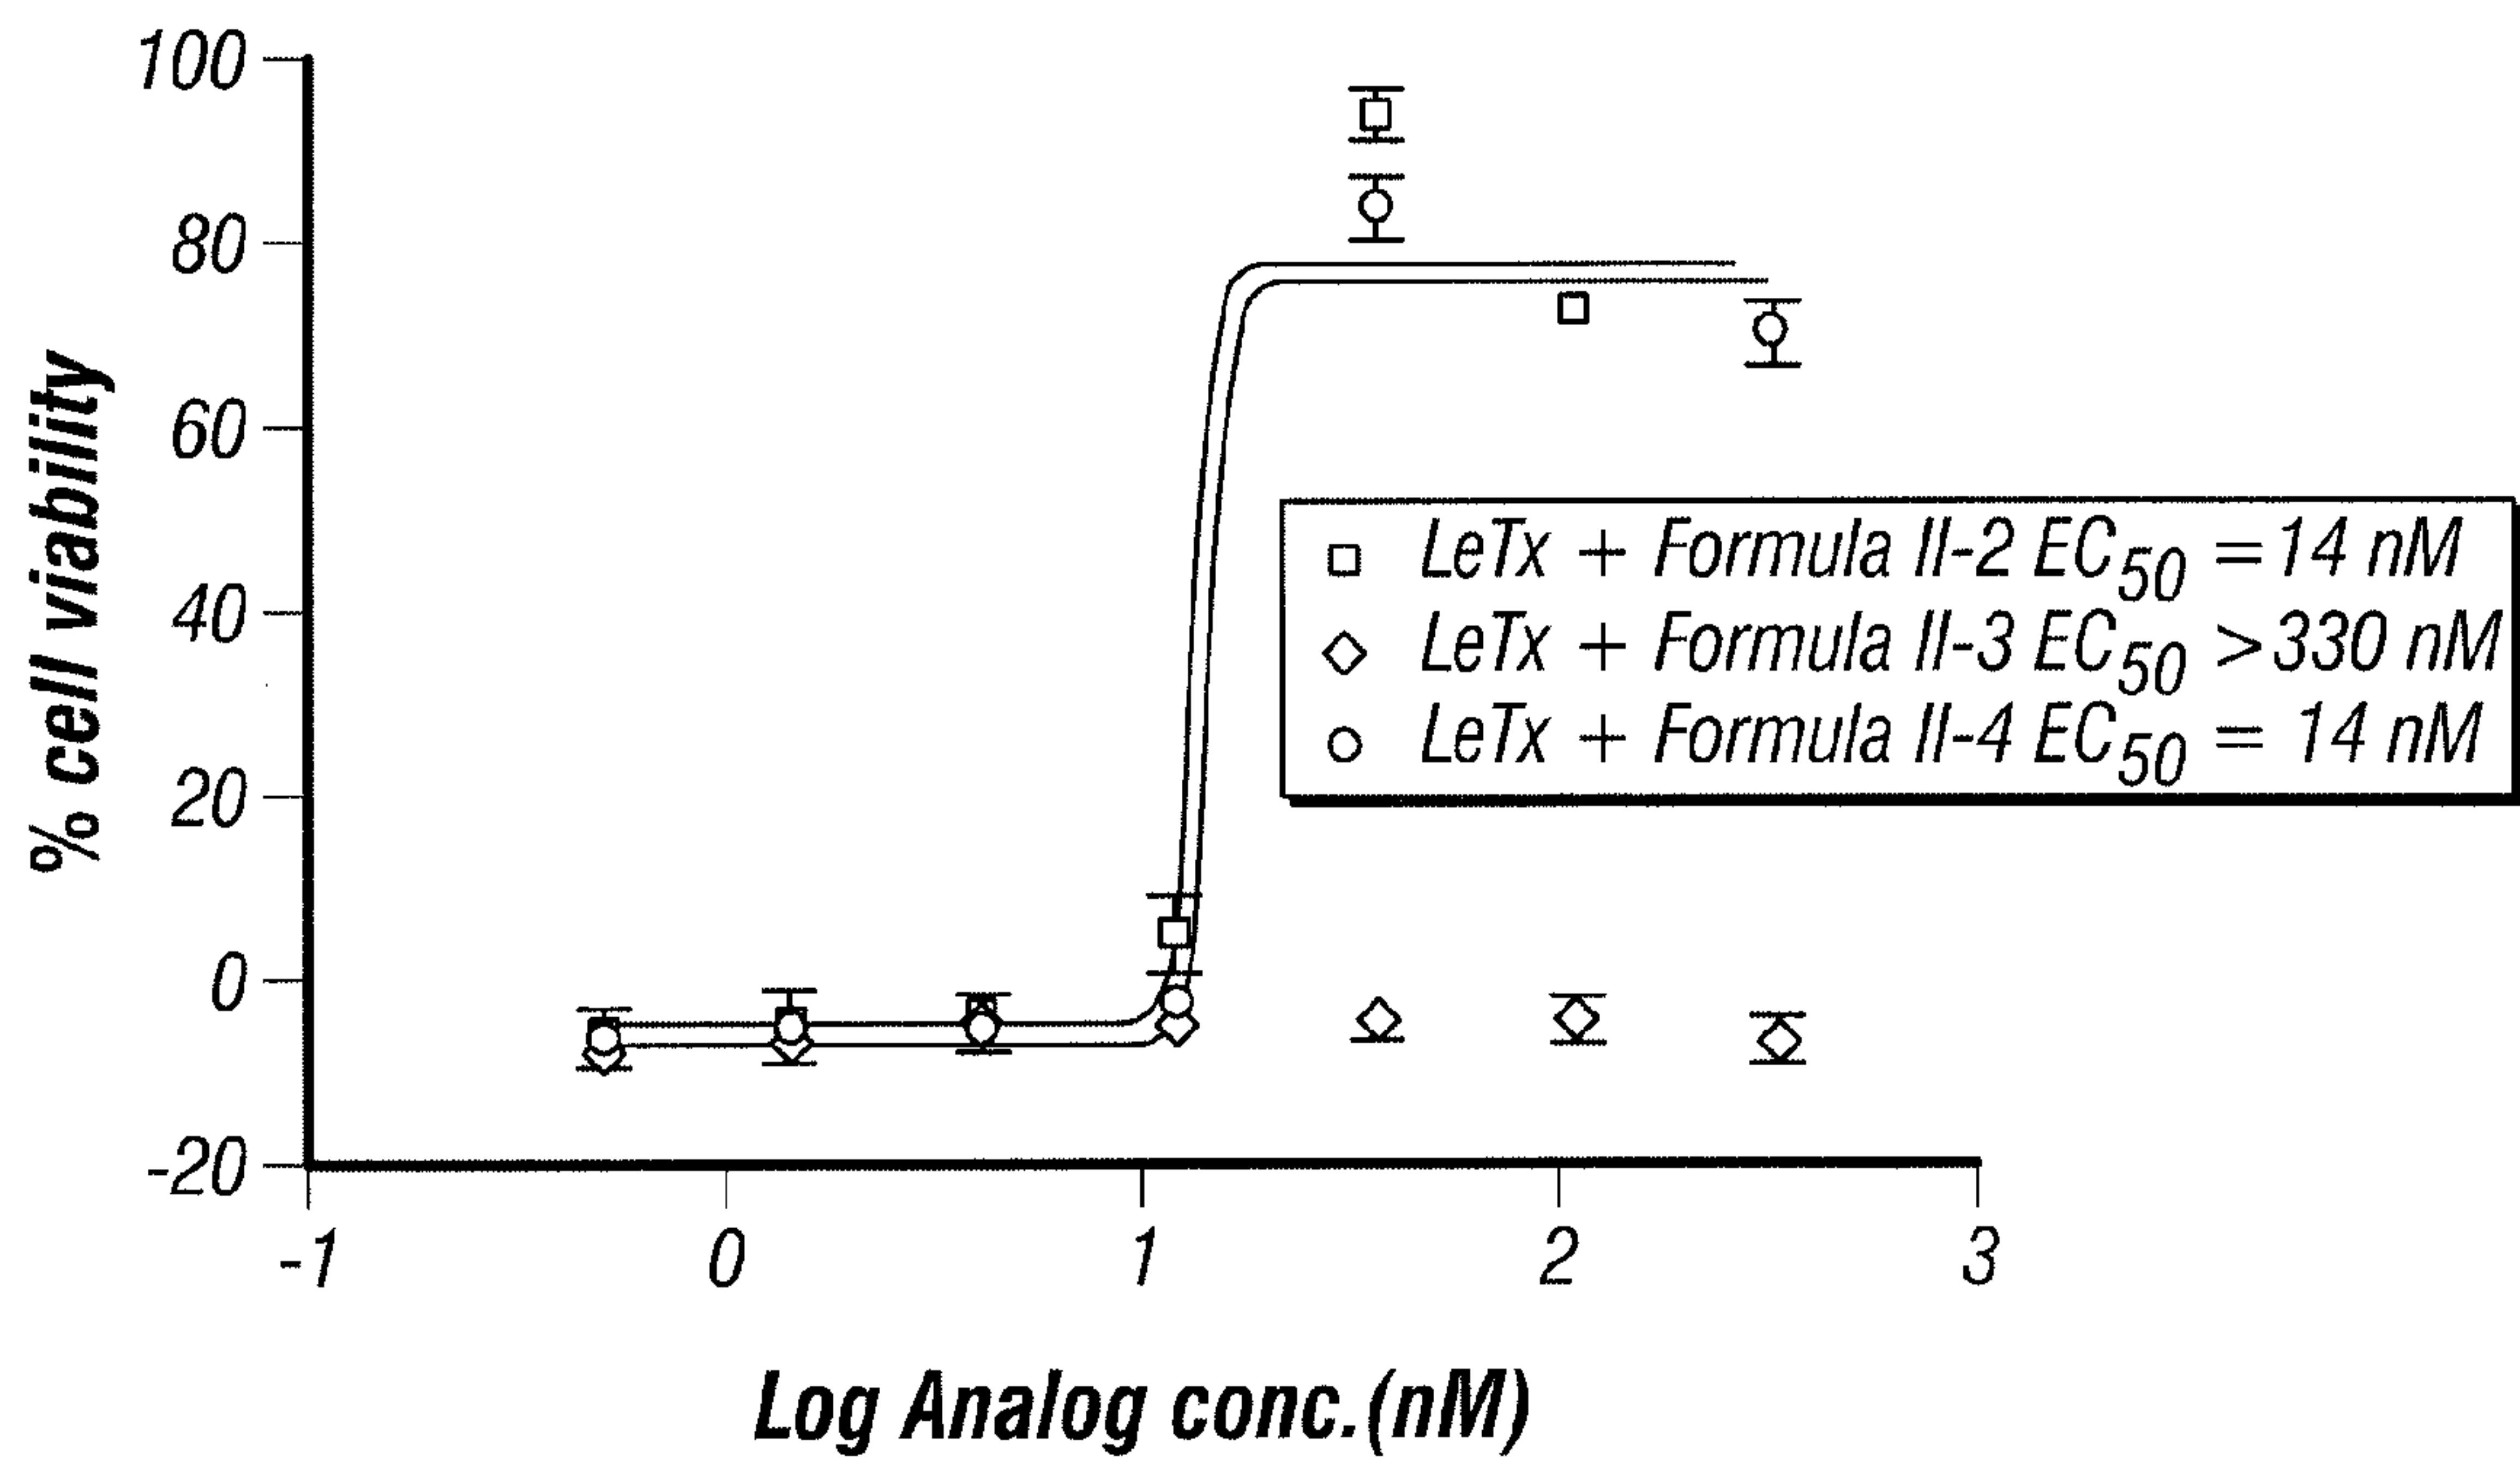 % cell viability
100
80
60
40
20
0
-20
-1 0 1 2 3
Log Analog conc.(nM)
LeTx + Formula II-2 EC50 = 14 nM
LeTx + Formula II-3 EC50 > 330 nM
LeTx + Formula II-4 EC50 = 14 nM